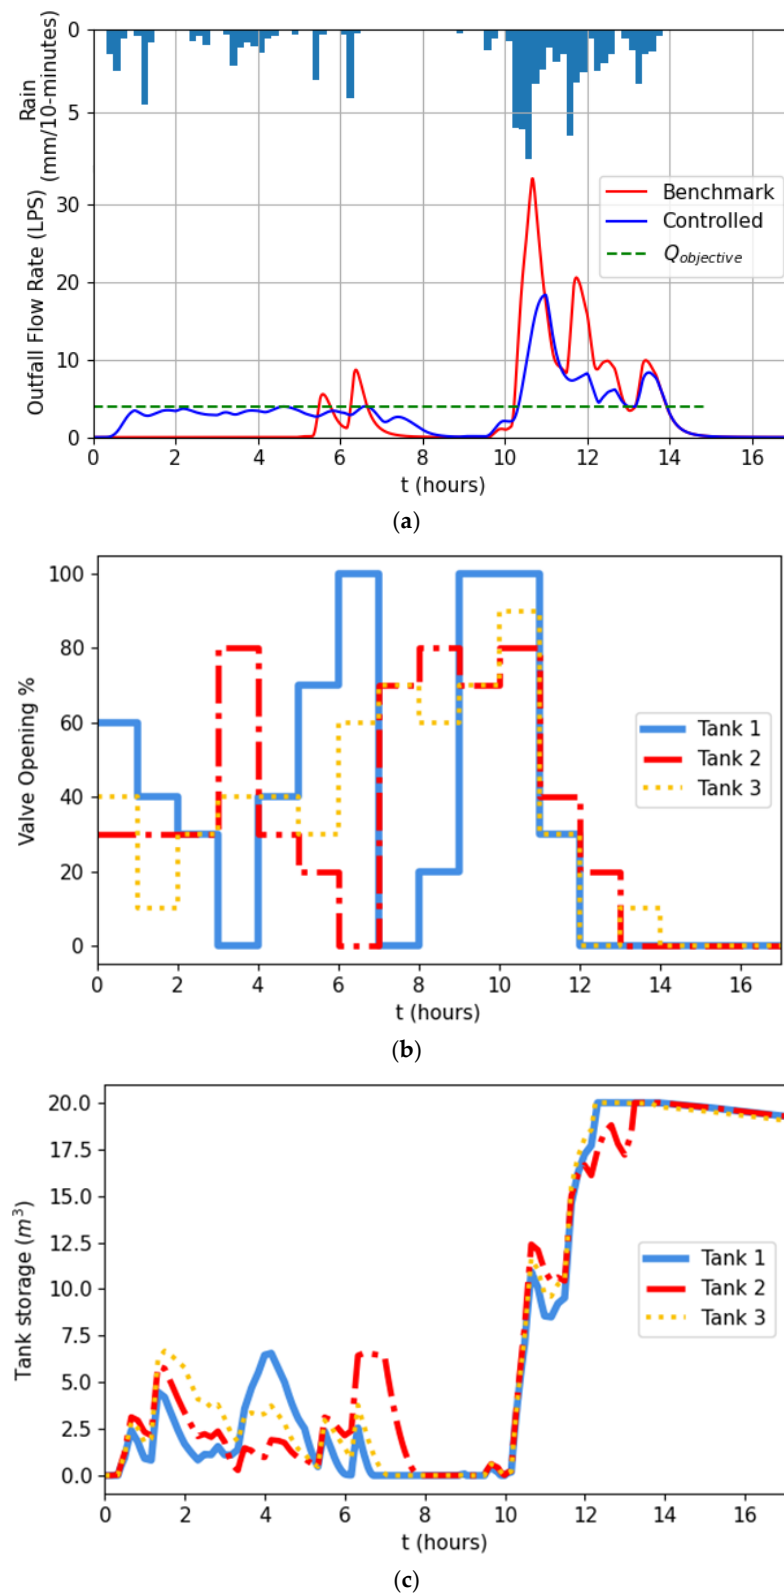 0
5
Rain
(mm/10-minutes)
30
20
10
0
Outfall Flow Rate (LPS)
Benchmark
Controlled
Q_objective
0 2 4 6 8 10 12 14 16
t (hours)
(a)
100
80
60
40
20
0
Valve Opening %
Tank 1
Tank 2
Tank 3
0 2 4 6 8 10 12 14 16
t (hours)
(b)
20.0
17.5
15.0
12.5
10.0
7.5
5.0
2.5
0.0
Tank storage (m³)
Tank 1
Tank 2
Tank 3
0 2 4 6 8 10 12 14 16
t (hours)
(c)